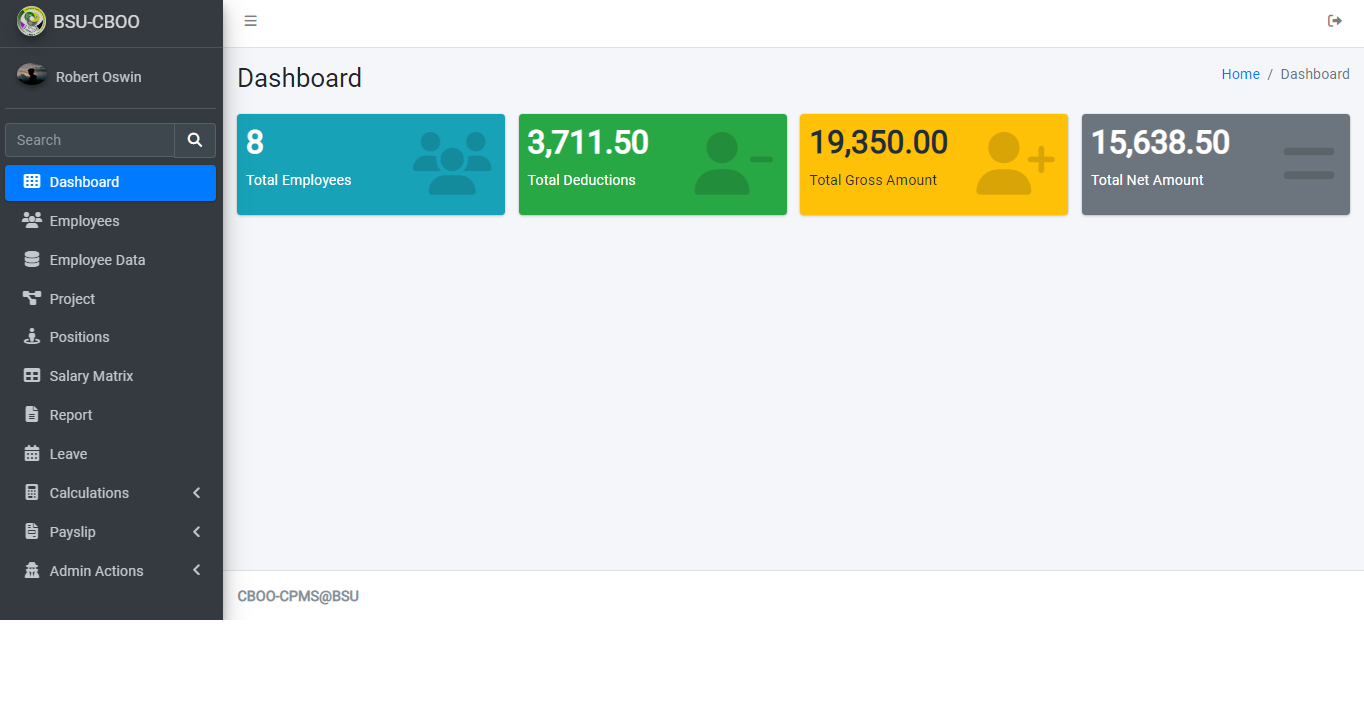 BSU-CBOO
Robert Oswin
Search
Dashboard
Employees
Employee Data
Project
Positions
Salary Matrix
Report
Leave
Calculations
Payslip
Admin Actions
Dashboard
Home / Dashboard
8
Total Employees
3,711.50
Total Deductions
19,350.00
Total Gross Amount
15,638.50
Total Net Amount
CBOO-CPMS@BSU